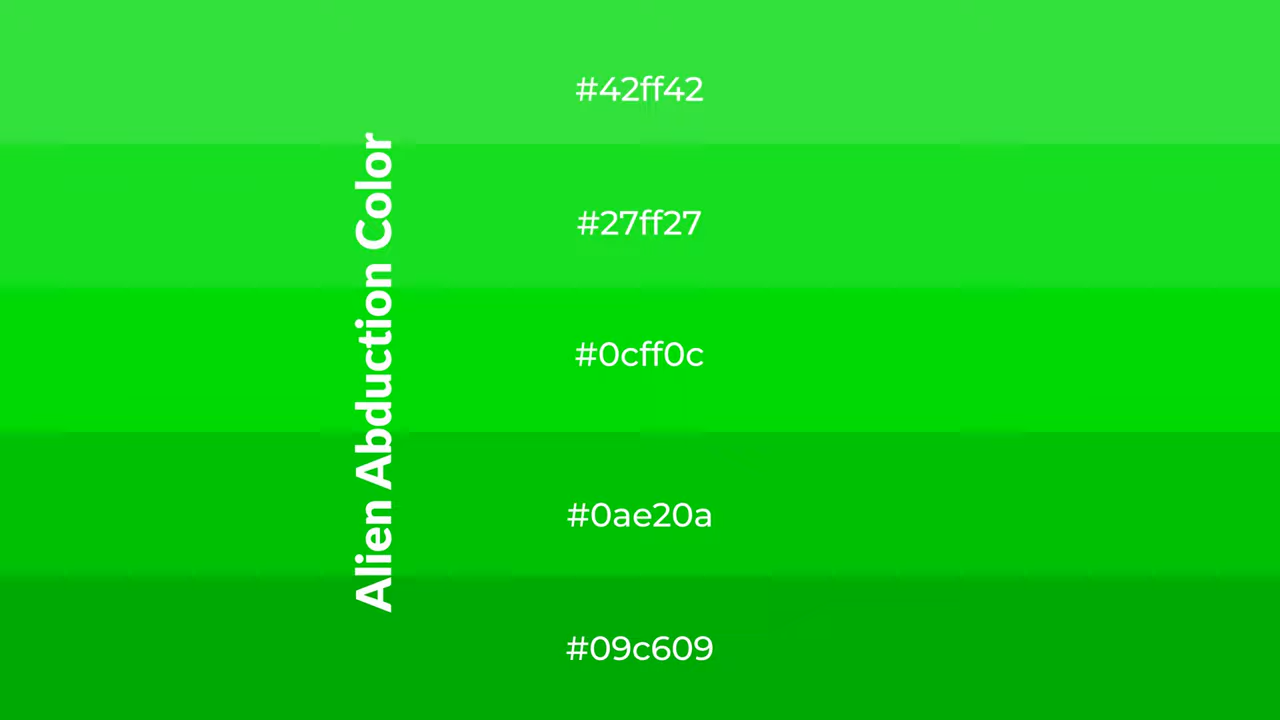 Alien Abduction Color
#42ff42
#27ff27
#0cff0c
#0ae20a
#09c609